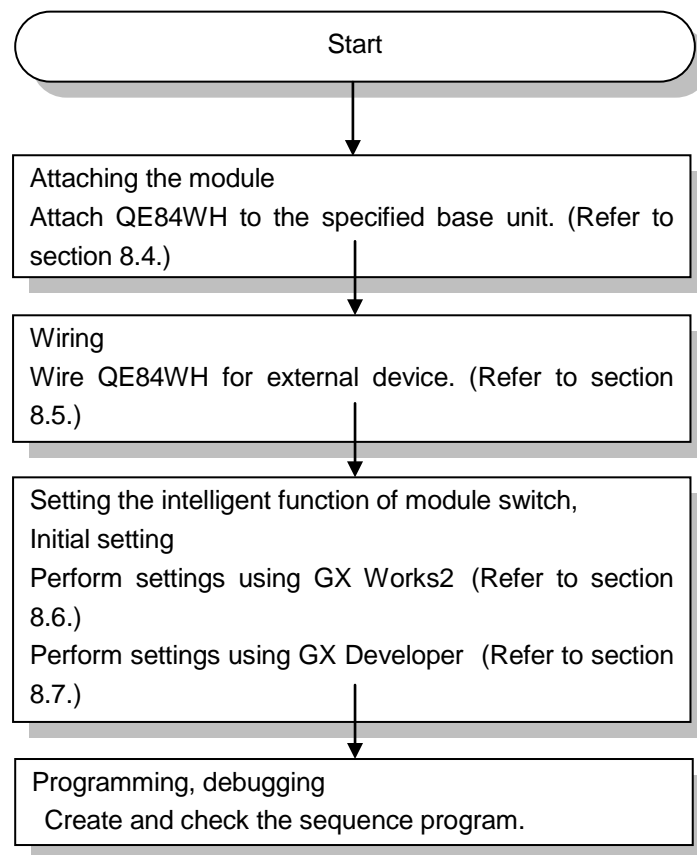 Start
Attaching the module
Attach QE84WH to the specified base unit. (Refer to
section 8.4.)
Wiring
Wire QE84WH for external device. (Refer to section
8.5.)
Setting the intelligent function of module switch,
Initial setting
Perform settings using GX Works2 (Refer to section
8.6.)
Perform settings using GX Developer (Refer to section
8.7.)
Programming, debugging
Create and check the sequence program.